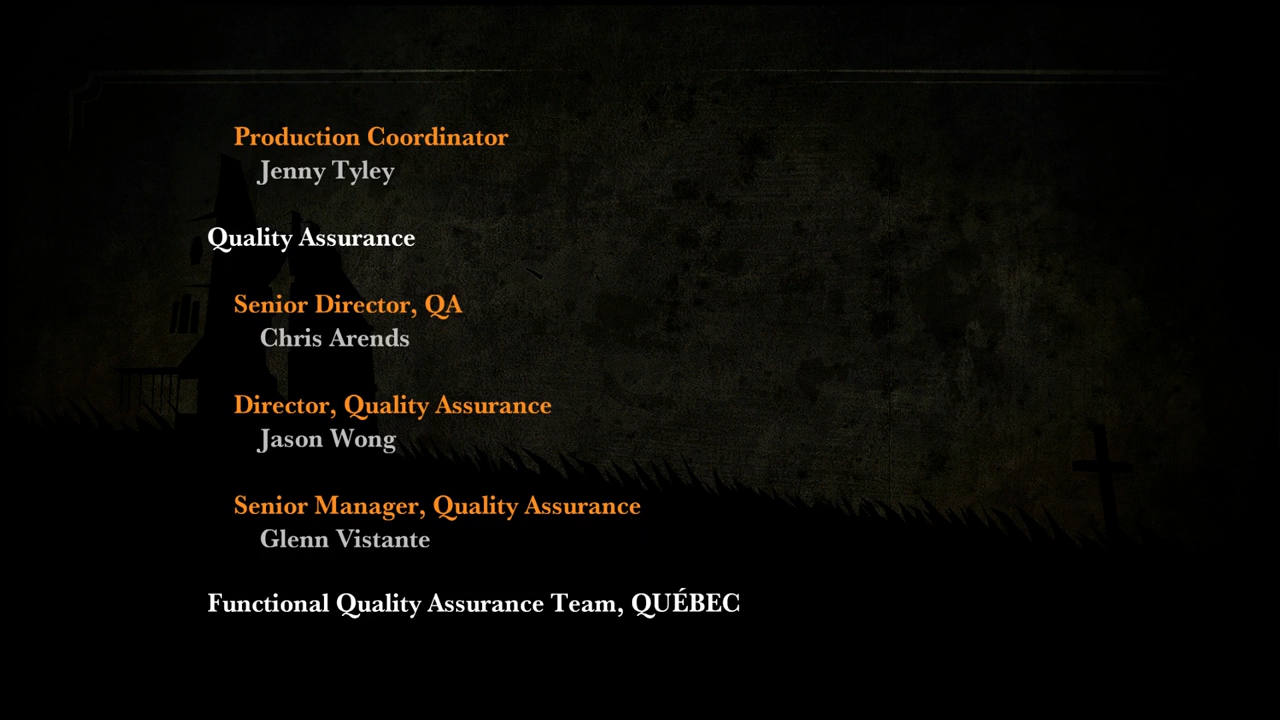 Production Coordinator
Jenny Tyley
Quality Assurance
Senior Director, QA
Chris Arends
Director, Quality Assurance
Jason Wong
Senior Manager, Quality Assurance
Glenn Vistante
Functional Quality Assurance Team, QUÉBEC